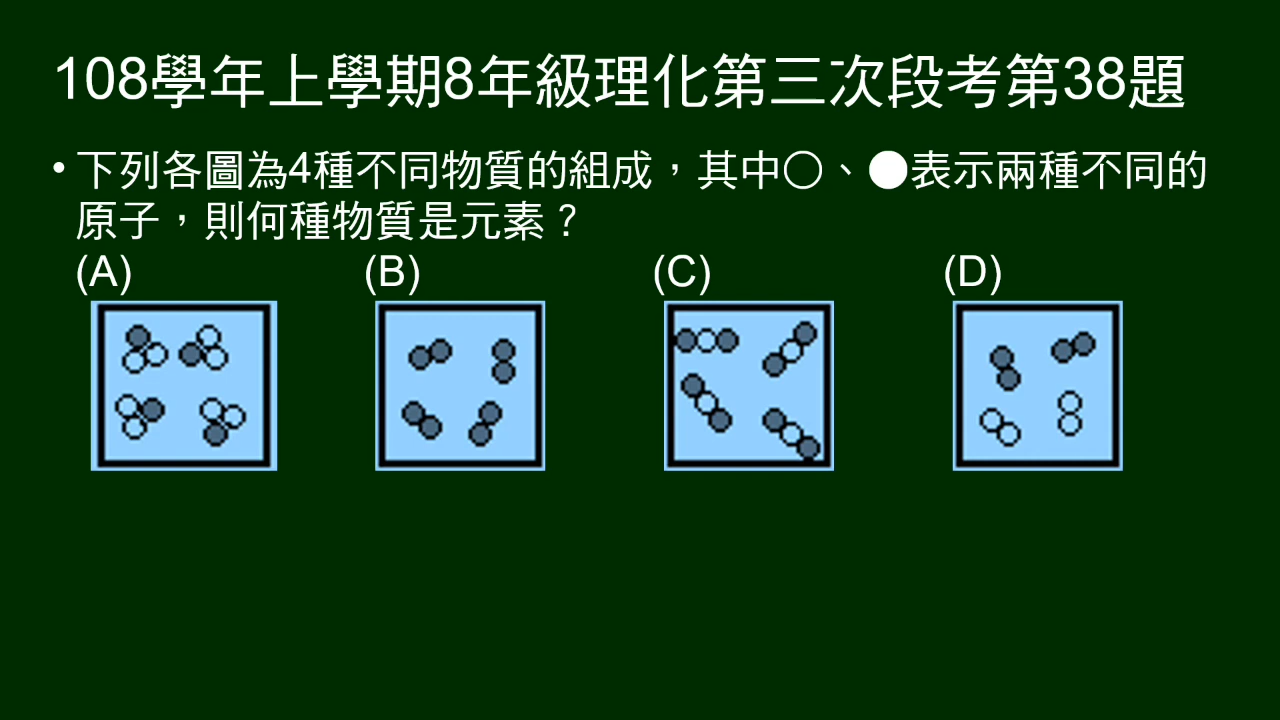 108學年上學期8年級理化第三次段考第38題
• 下列各圖為4種不同物質的組成，其中○、●表示兩種不同的
原子，則何種物質是元素？
(A) (B) (C) (D)